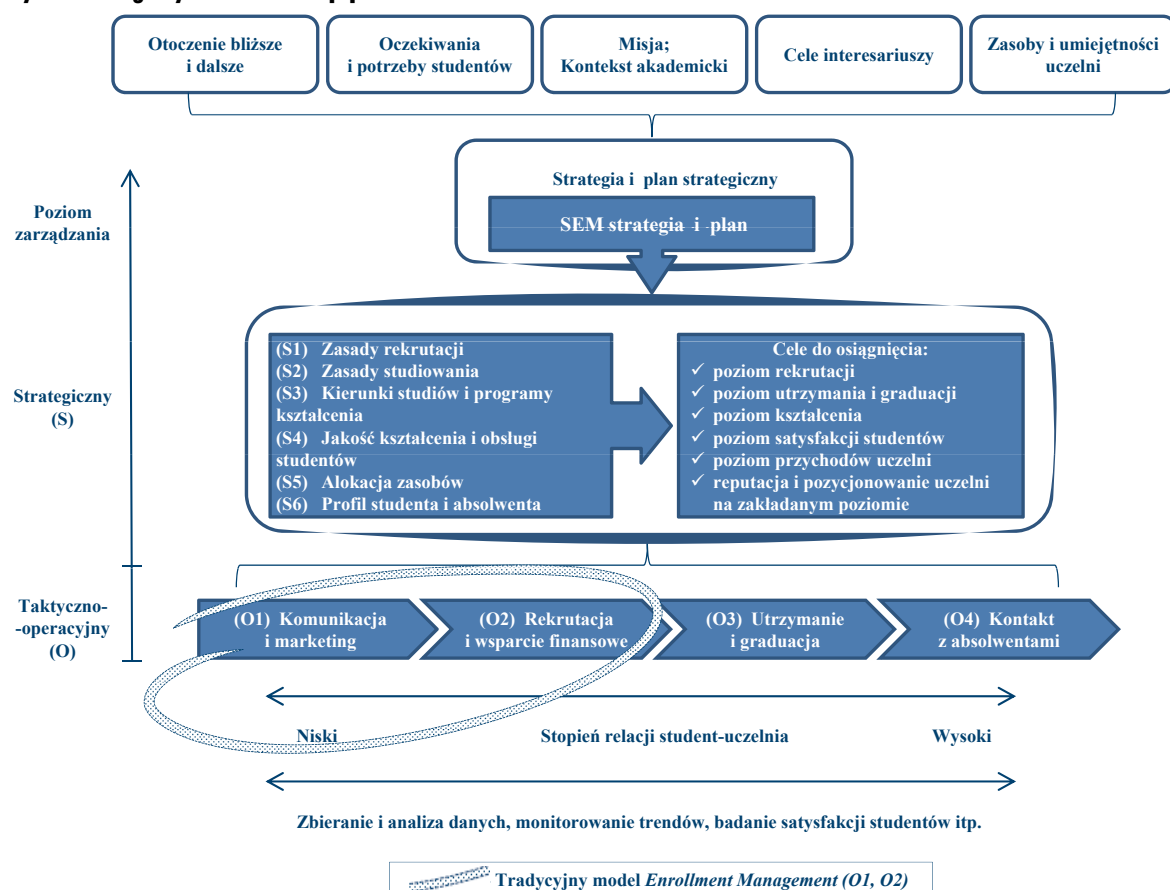 Otoczenie bliższe
i dalsze
Oczekiwania
i potrzeby studentów
Misja;
Kontekst akademicki
Cele interesariuszy
Zasoby i umiejętności
uczelni
Poziom
zarządzania
Strategia i plan strategiczny
SEM strategia i plan
Strategiczny
(S)
(S1) Zasady rekrutacji
(S2) Zasady studiowania
(S3) Kierunki studiów i programy
kształcenia
(S4) Jakość kształcenia i obsługi
studentów
(S5) Alokacja zasobów
(S6) Profil studenta i absolwenta
Cele do osiągnięcia:
✓ poziom rekrutacji
✓ poziom utrzymania i graduacji
✓ poziom kształcenia
✓ poziom satysfakcji studentów
✓ poziom przychodów uczelni
✓ reputacja i pozycjonowanie uczelni
na zakładanym poziomie
Taktyczno-
-operacyjny
(O)
(O1) Komunikacja
i marketing
(O2) Rekrutacja
i wsparcie finansowe
(O3) Utrzymanie
i graduacja
(O4) Kontakt
z absolwentami
Niski
Stopień relacji student-uczelnia
Wysoki
Zbieranie i analiza danych, monitorowanie trendów, badanie satysfakcji studentów itp.
Tradycyjny model Enrollment Management (O1, O2)